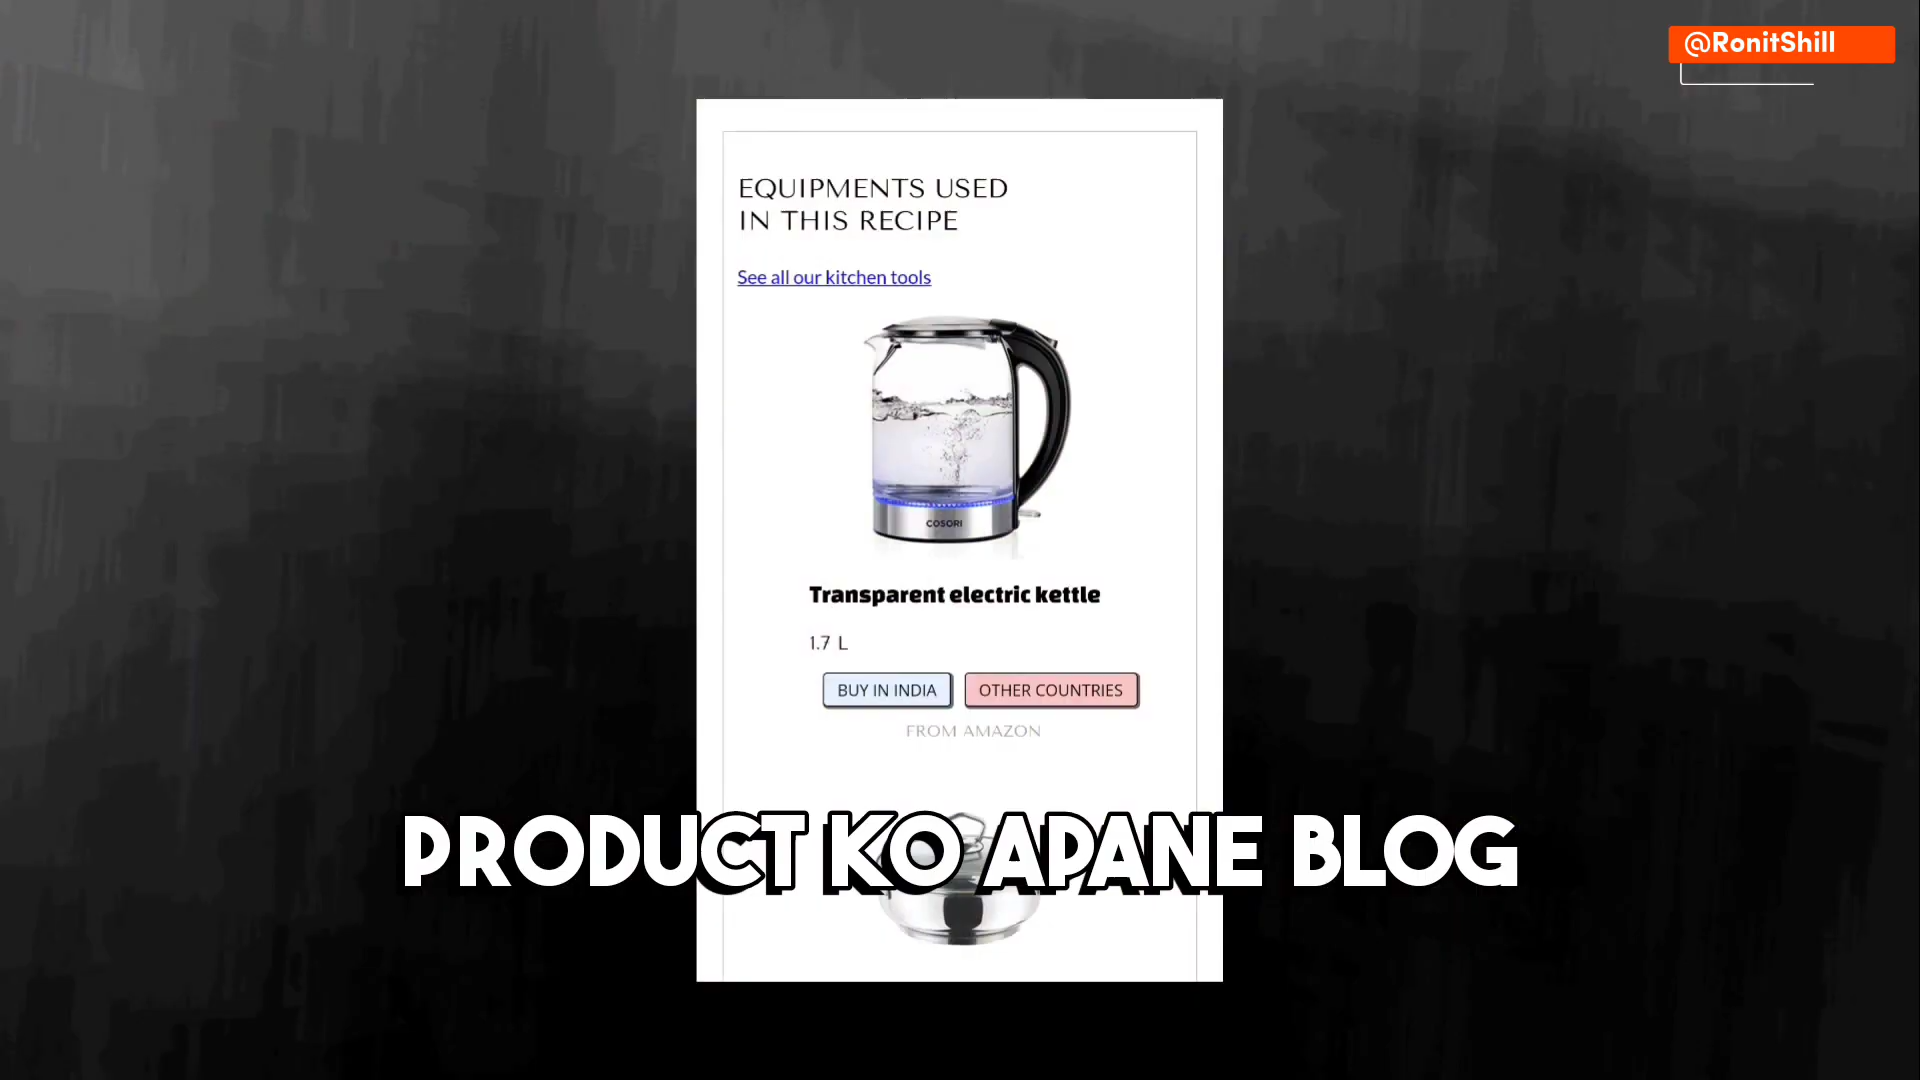 @RonitShill
EQUIPMENTS USED
IN THIS RECIPE
See all our kitchen tools
COSORI
Transparent electric kettle
1.7 L
BUY IN INDIA
OTHER COUNTRIES
FROM AMAZON
PRODUCT KO APANE BLOG